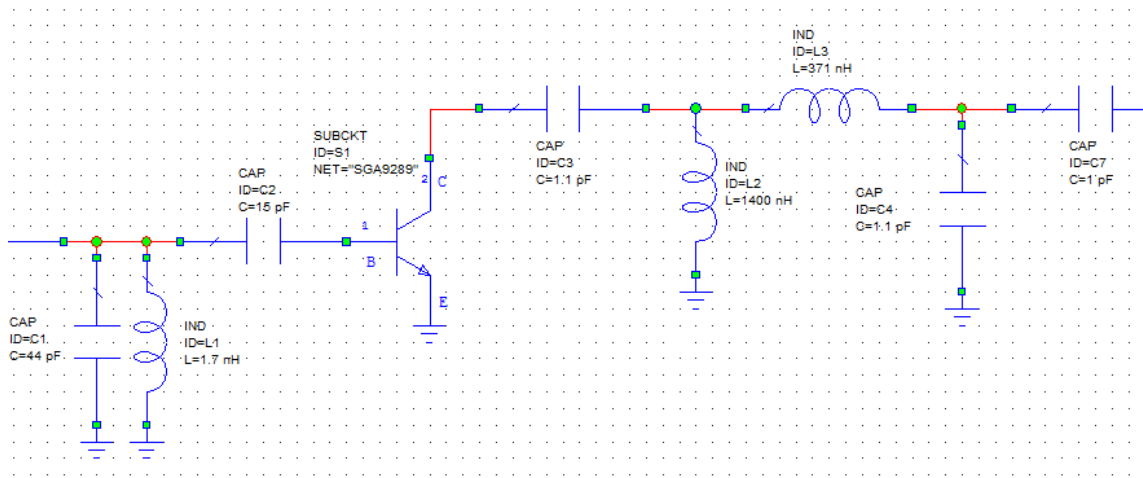 IND
ID=L3
L=371 nH
SUBCKT
ID=S1
NET="SGA9289"
2
C
CAP
ID=C3
C=1.1 pF
IND
ID=L2
L=1400 nH
CAP
ID=C7
C=1 pF
CAP
ID=C2
C=15 pF
CAP
ID=C4
C=1.1 pF
1
B
E
CAP
ID=C1
C=44 pF
IND
ID=L1
L=1.7 nH